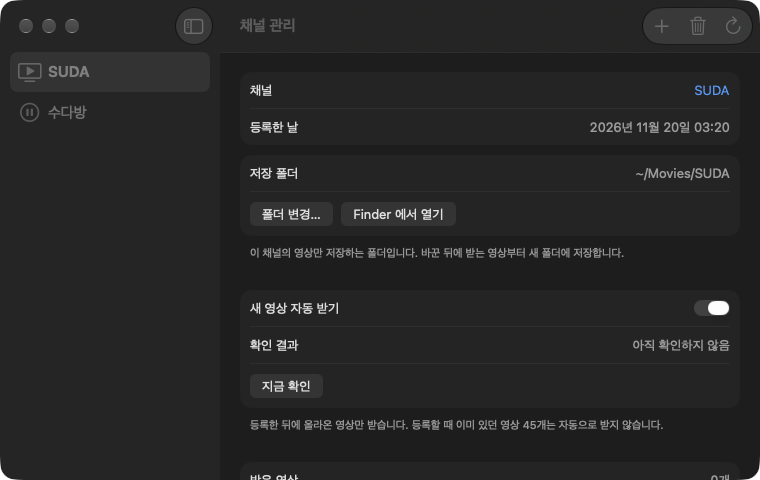 채널 관리
SUDA
수다방
채널 SUDA
등록한 날 2026년 11월 20일 03:20
저장 폴더 ~/Movies/SUDA
폴더 변경... Finder 에서 열기
이 채널의 영상만 저장하는 폴더입니다. 바꾼 뒤에 받는 영상부터 새 폴더에 저장합니다.
새 영상 자동 받기
확인 결과 아직 확인하지 않음
지금 확인
등록한 뒤에 올라온 영상만 받습니다. 등록할 때 이미 있던 영상 45개는 자동으로 받지 않습니다.
받은 영상 0개